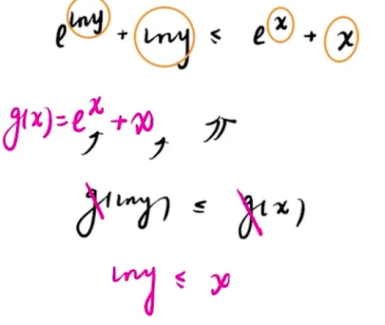 e^{lny} + lny ≤ e^x + x
g(x)=e^x+x ↗ ↗ ⇈
g(lny) ≤ g(x)
lny ≤ x